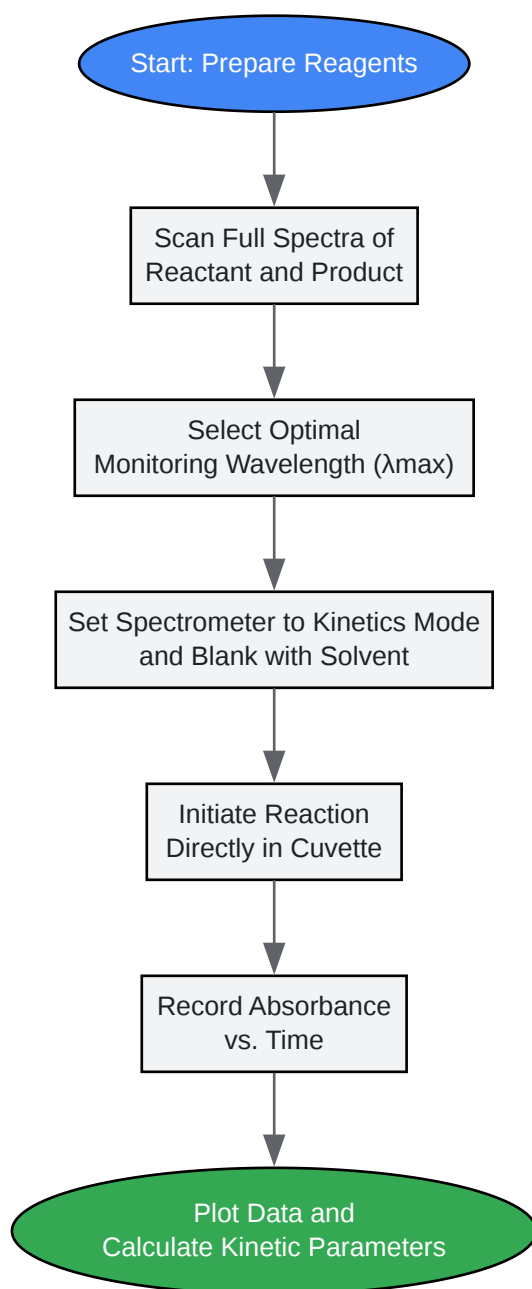 Start: Prepare Reagents
Scan Full Spectra of
Reactant and Product
Select Optimal
Monitoring Wavelength (λmax)
Set Spectrometer to Kinetics Mode
and Blank with Solvent
Initiate Reaction
Directly in Cuvette
Record Absorbance
vs. Time
Plot Data and
Calculate Kinetic Parameters